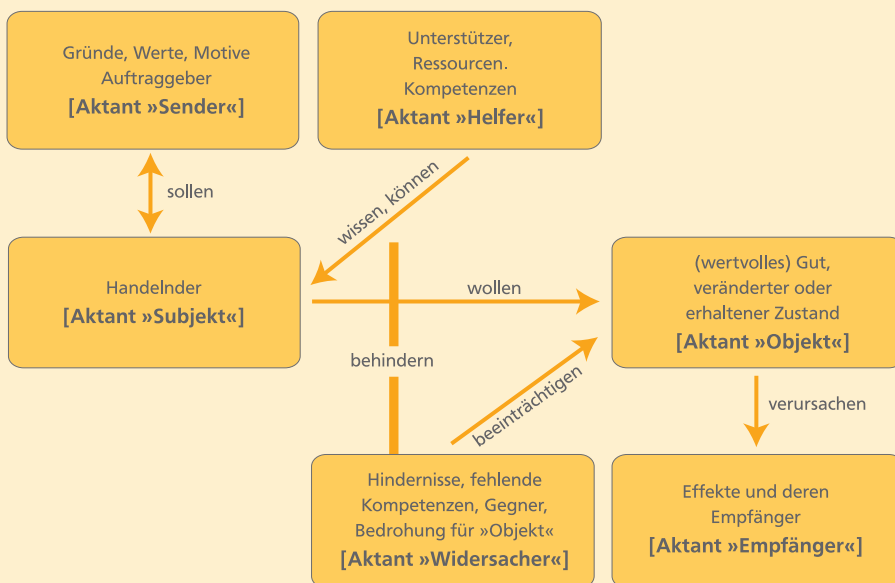 Gründe, Werte, Motive
Auftraggeber
[Aktant »Sender«]
Unterstützer,
Ressourcen.
Kompetenzen
[Aktant »Helfer«]
sollen
wissen, können
Handelnder
[Aktant »Subjekt«]
wollen
(wertvolles) Gut,
veränderter oder
erhaltener Zustand
[Aktant »Objekt«]
behindern
beeinträchtigen
verursachen
Hindernisse, fehlende
Kompetenzen, Gegner,
Bedrohung für »Objekt«
[Aktant »Widersacher«]
Effekte und deren
Empfänger
[Aktant »Empfänger«]